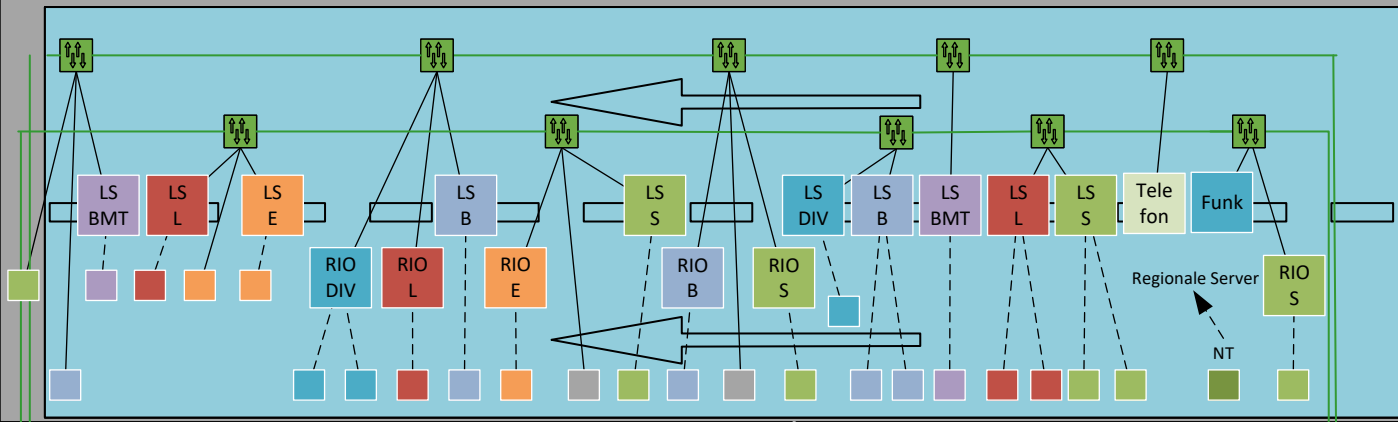 LS
BMT
LS
L
LS
E
LS
B
LS
S
LS
DIV
LS
B
LS
BMT
LS
L
LS
S
Tele
fon
Funk
RIO
DIV
RIO
L
RIO
E
RIO
B
RIO
S
Regionale Server
RIO
S
NT